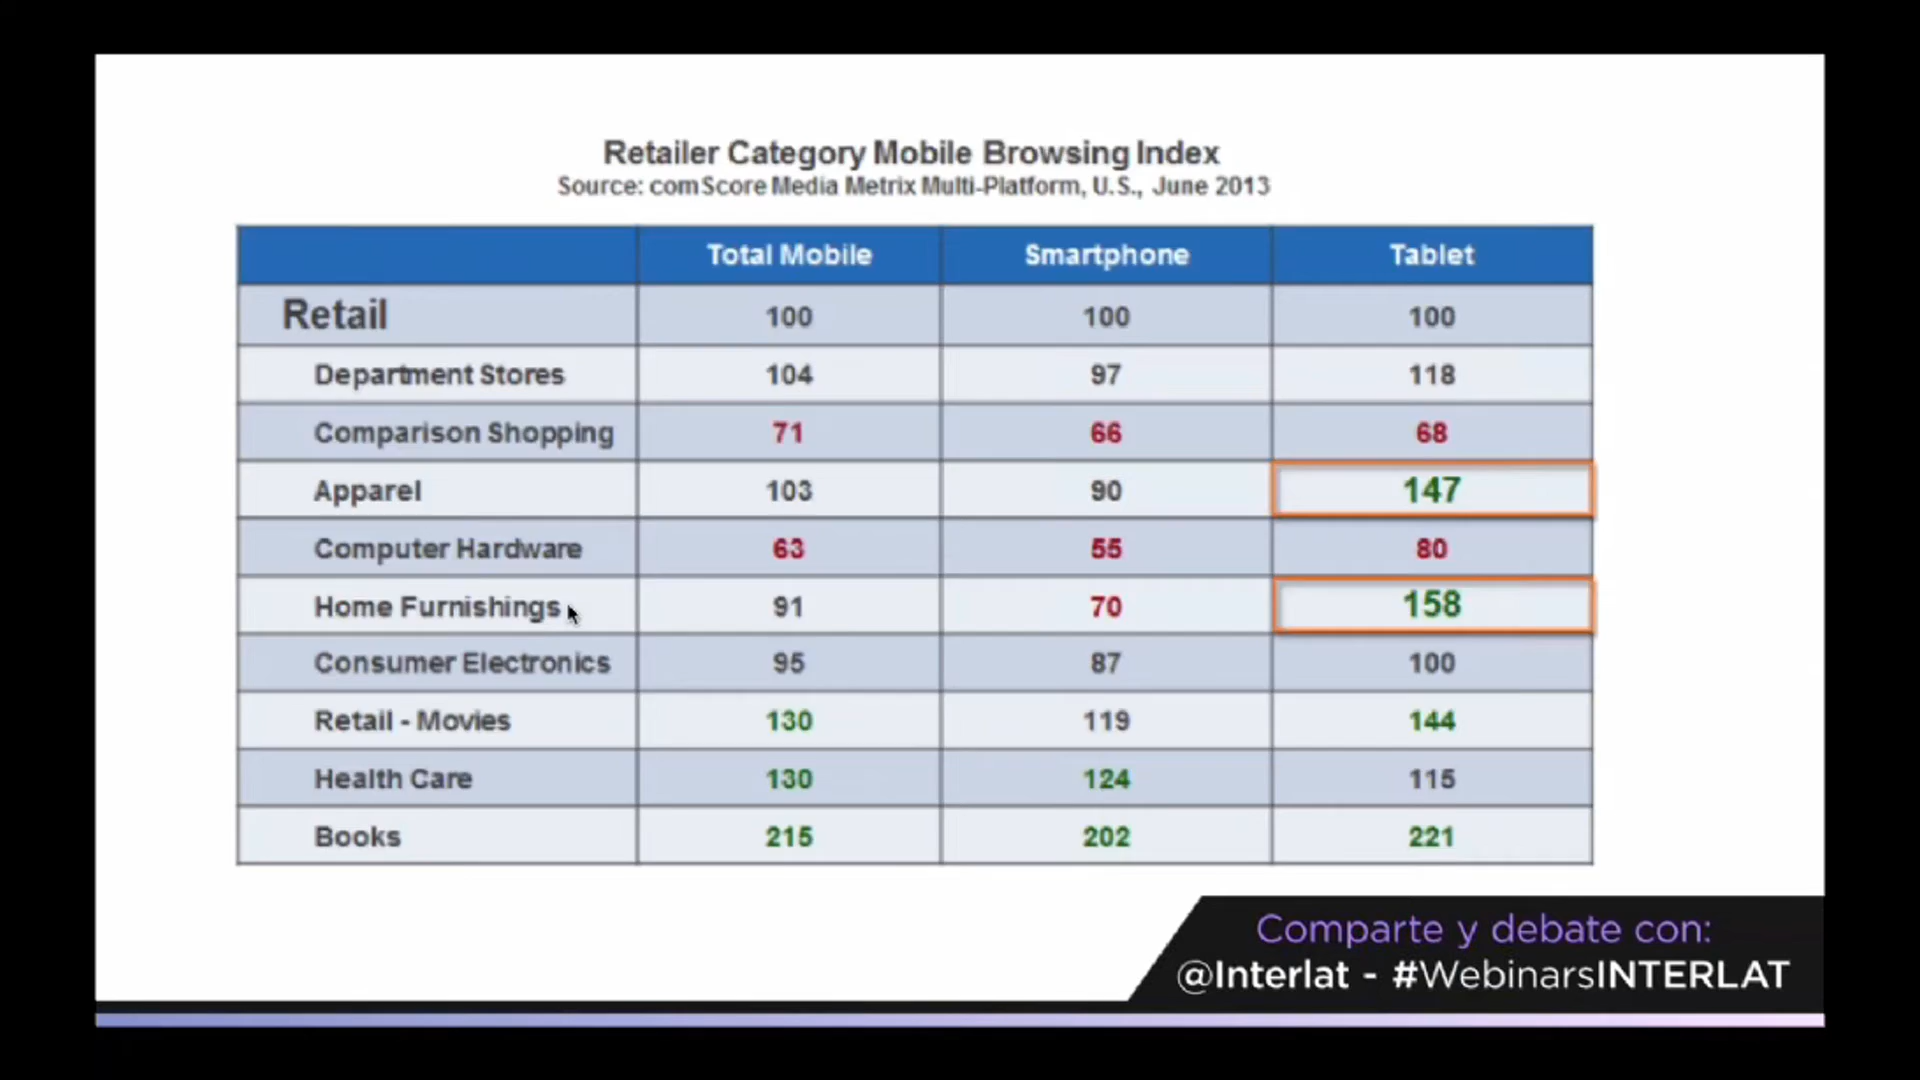 Retailer Category Mobile Browsing Index
Source: comScore Media Metrix Multi-Platform, U.S., June 2013
Total Mobile Smartphone Tablet
Retail 100 100 100
Department Stores 104 97 118
Comparison Shopping 71 66 68
Apparel 103 90 147
Computer Hardware 63 55 80
Home Furnishings 91 70 158
Consumer Electronics 95 87 100
Retail - Movies 130 119 144
Health Care 130 124 115
Books 215 202 221
Comparte y debate con:
@Interlat - #WebinarsINTERLAT